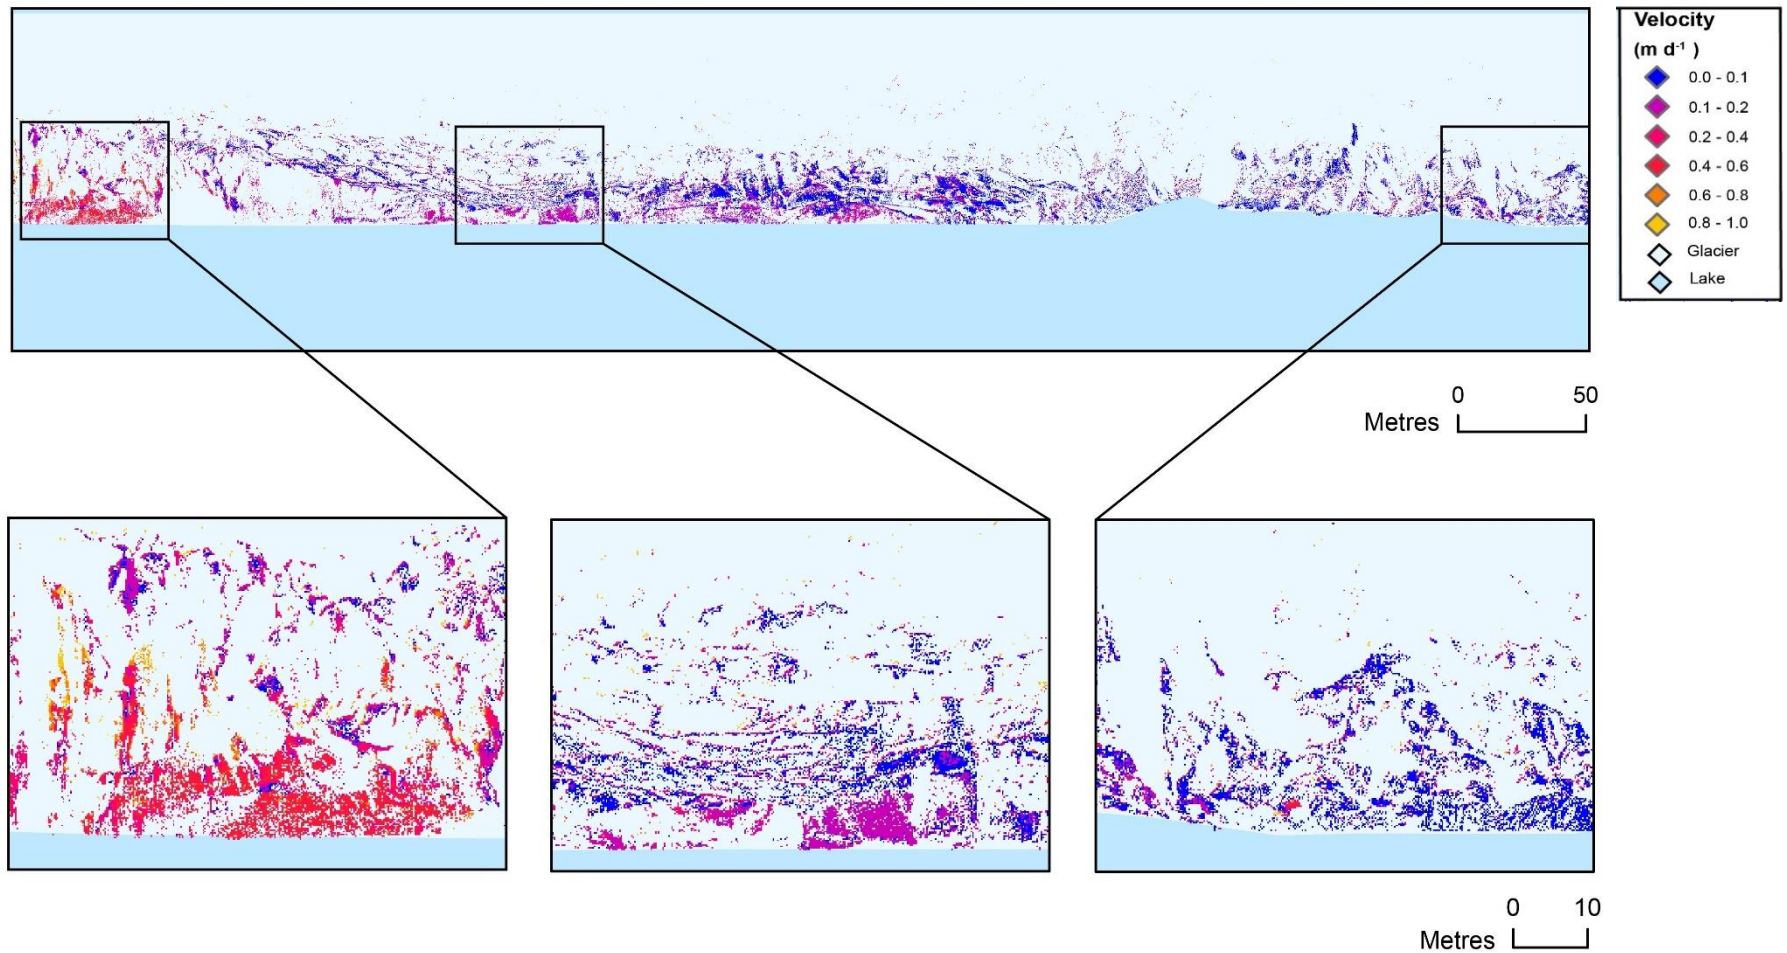 Velocity
(m d⁻¹ )
0.0 - 0.1
0.1 - 0.2
0.2 - 0.4
0.4 - 0.6
0.6 - 0.8
0.8 - 1.0
Glacier
Lake
0 50
Metres
0 10
Metres